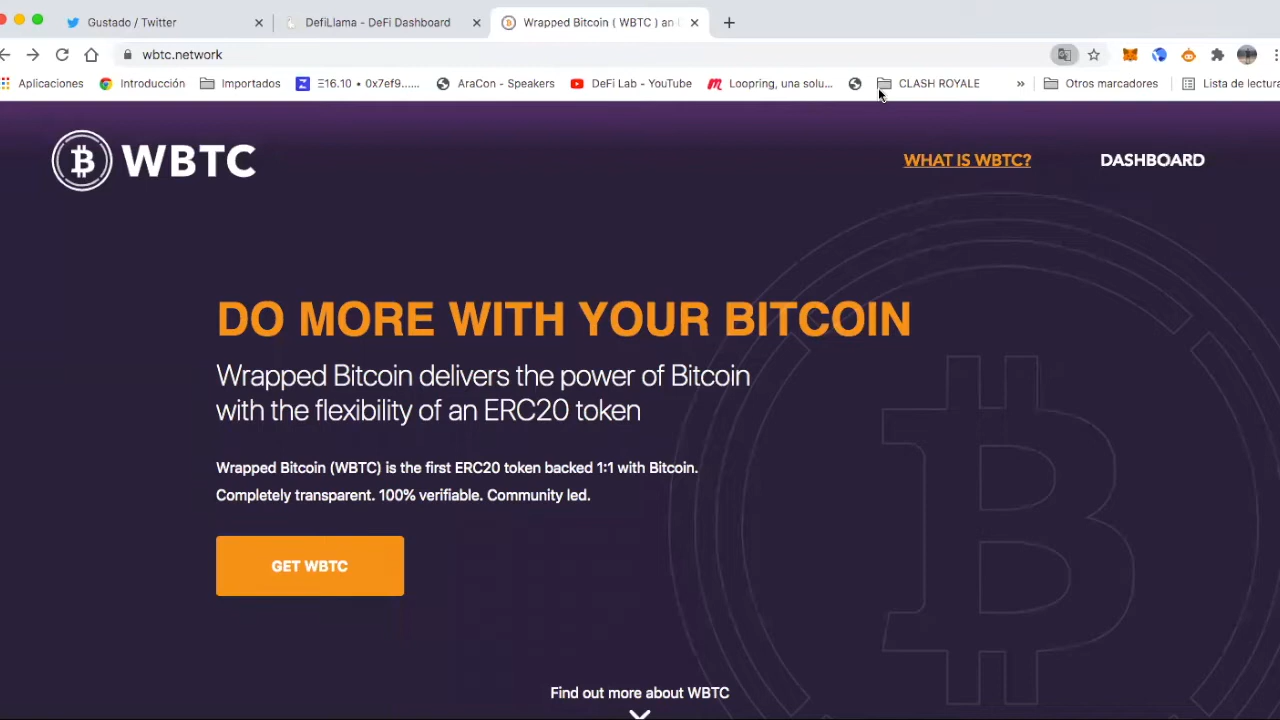 Gustado / Twitter
DefiLlama - DeFi Dashboard
Wrapped Bitcoin ( WBTC ) an
wbtc.network
Aplicaciones
Introducción
Importados
Ξ16.10 • 0x7ef9......
AraCon - Speakers
DeFi Lab - YouTube
Loopring, una solu...
CLASH ROYALE
»
Otros marcadores
Lista de lectura
WBTC
WHAT IS WBTC?
DASHBOARD
DO MORE WITH YOUR BITCOIN
Wrapped Bitcoin delivers the power of Bitcoin
with the flexibility of an ERC20 token
Wrapped Bitcoin (WBTC) is the first ERC20 token backed 1:1 with Bitcoin.
Completely transparent. 100% verifiable. Community led.
GET WBTC
Find out more about WBTC